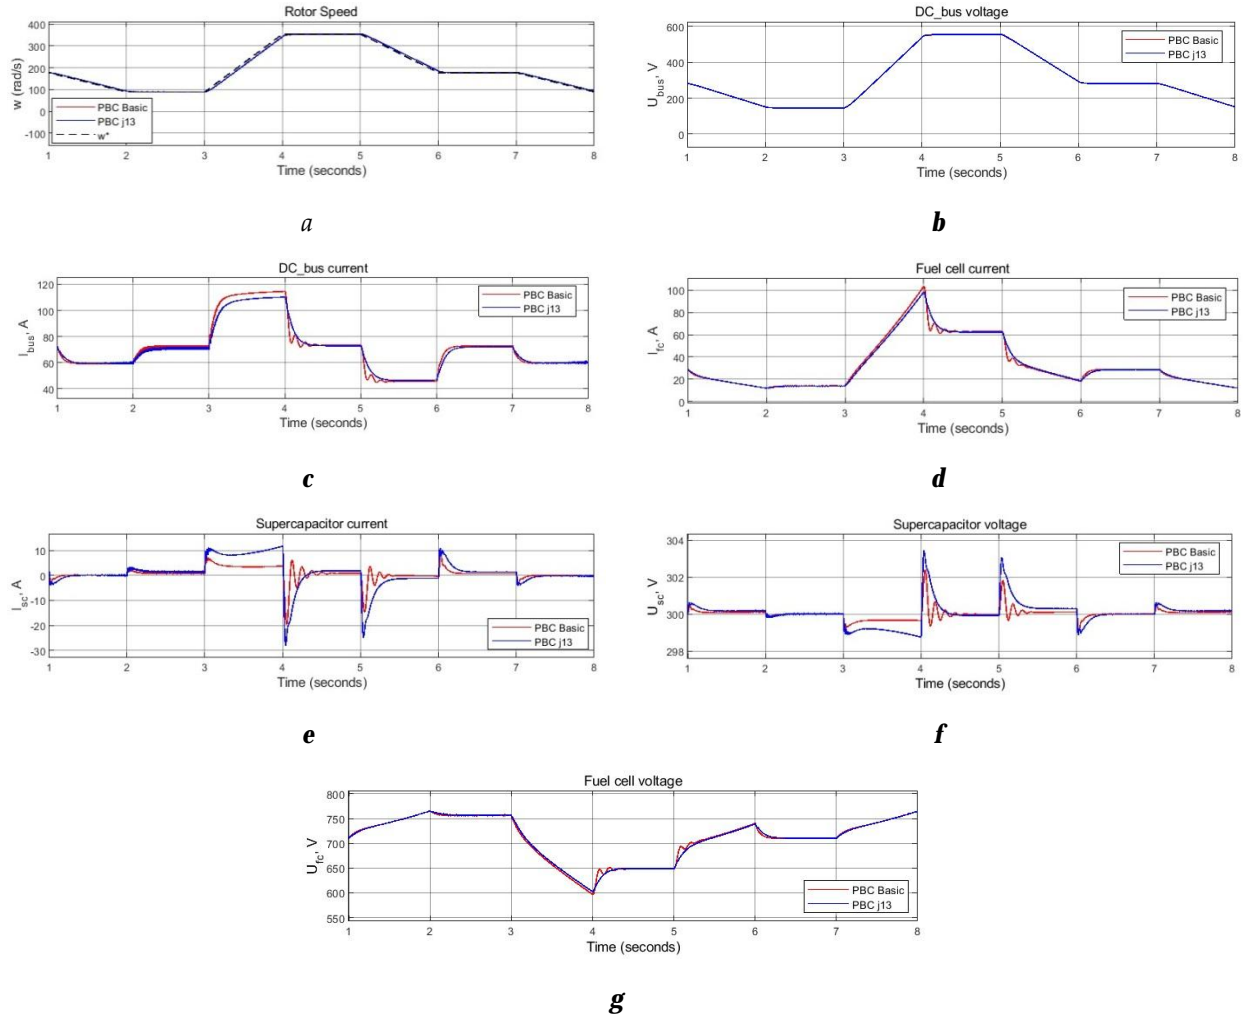 Rotor Speed
400
300
200
100
0
-100
w (rad/s)
PBC Basic
PBC j13
w*
1 2 3 4 5 6 7 8
Time (seconds)
a
DC_bus voltage
600
400
200
0
U_bus, V
PBC Basic
PBC j13
1 2 3 4 5 6 7 8
Time (seconds)
b
DC_bus current
120
100
80
60
40
I_bus, A
PBC Basic
PBC j13
1 2 3 4 5 6 7 8
Time (seconds)
c
Fuel cell current
100
80
60
40
20
0
I_fc, A
PBC Basic
PBC j13
1 2 3 4 5 6 7 8
Time (seconds)
d
Supercapacitor current
10
0
-10
-20
-30
I_sc, A
PBC Basic
PBC j13
1 2 3 4 5 6 7 8
Time (seconds)
e
Supercapacitor voltage
304
302
300
298
U_sc, V
PBC Basic
PBC j13
1 2 3 4 5 6 7 8
Time (seconds)
f
Fuel cell voltage
800
750
700
650
600
550
U_fc, V
PBC Basic
PBC j13
1 2 3 4 5 6 7 8
Time (seconds)
g